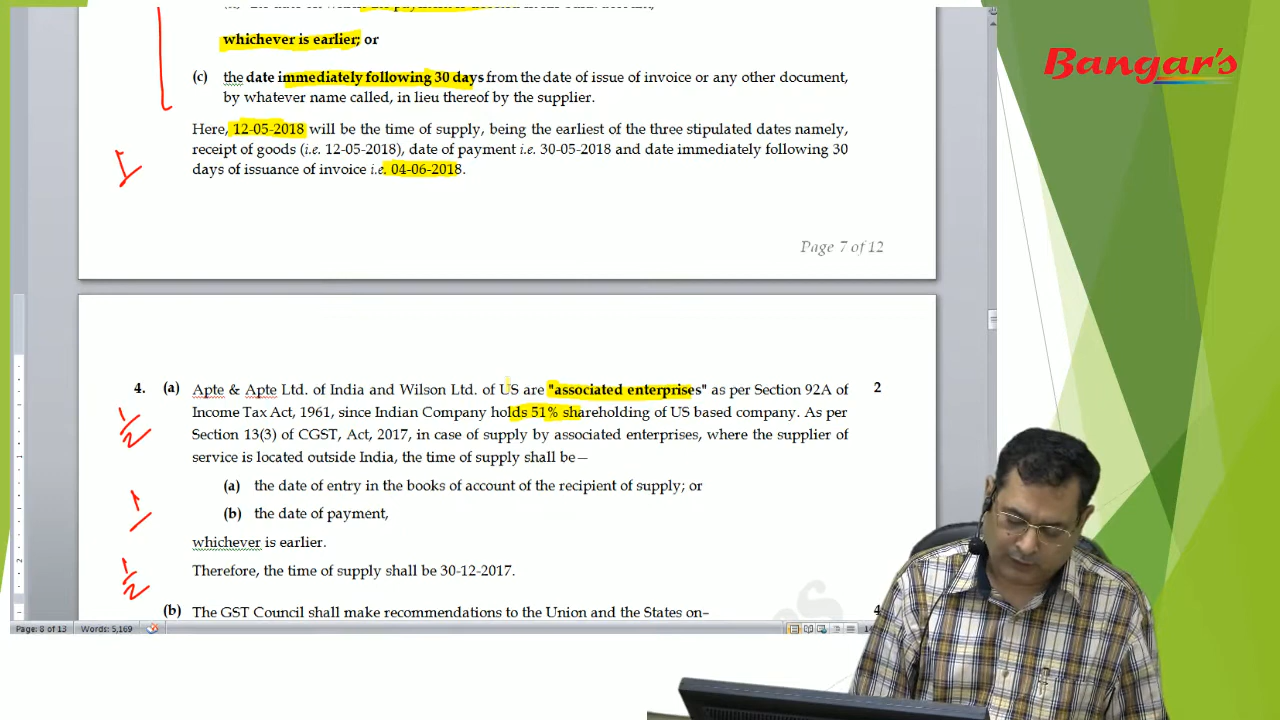 whichever is earlier; or
Bangar's
(c) the date immediately following 30 days from the date of issue of invoice or any other document,
by whatever name called, in lieu thereof by the supplier.
Here, 12-05-2018 will be the time of supply, being the earliest of the three stipulated dates namely,
receipt of goods (i.e. 12-05-2018), date of payment i.e. 30-05-2018 and date immediately following 30
days of issuance of invoice i.e. 04-06-2018.
1
Page 7 of 12
4. (a) Apte & Apte Ltd. of India and Wilson Ltd. of US are "associated enterprises" as per Section 92A of 2
Income Tax Act, 1961, since Indian Company holds 51% shareholding of US based company. As per
1/2
Section 13(3) of CGST, Act, 2017, in case of supply by associated enterprises, where the supplier of
service is located outside India, the time of supply shall be—
(a) the date of entry in the books of account of the recipient of supply; or
1
(b) the date of payment,
whichever is earlier.
Therefore, the time of supply shall be 30-12-2017.
1/2
(b) The GST Council shall make recommendations to the Union and the States on– 4
Page: 8 of 13 Words: 5,169